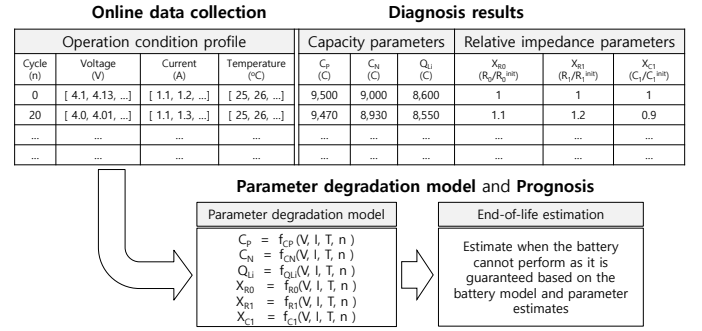 Online data collection Diagnosis results
Operation condition profile Capacity parameters Relative impedance parameters
Cycle (n) Voltage (V) Current (A) Temperature (ºC) C_P (C) C_N (C) Q_Li (C) X_R0 (R_0/R_0^init) X_R1 (R_1/R_1^init) X_C1 (C_1/C_1^init)
0 [ 4.1, 4.13, ...] [ 1.1, 1.2, ...] [ 25, 26, ...] 9,500 9,000 8,600 1 1 1
20 [ 4.0, 4.01, ...] [ 1.1, 1.3, ...] [ 25, 26, ...] 9,470 8,930 8,550 1.1 1.2 0.9
... ... ... ... ... ... ... ... ... ...
... ... ... ... ... ... ... ... ... ...
Parameter degradation model and Prognosis
Parameter degradation model
C_P = f_CP(V, I, T, n )
C_N = f_CN(V, I, T, n )
Q_Li = f_QLi(V, I, T, n )
X_R0 = f_R0(V, I, T, n )
X_R1 = f_R1(V, I, T, n )
X_C1 = f_C1(V, I, T, n )
End-of-life estimation
Estimate when the battery
cannot perform as it is
guaranteed based on the
battery model and parameter
estimates